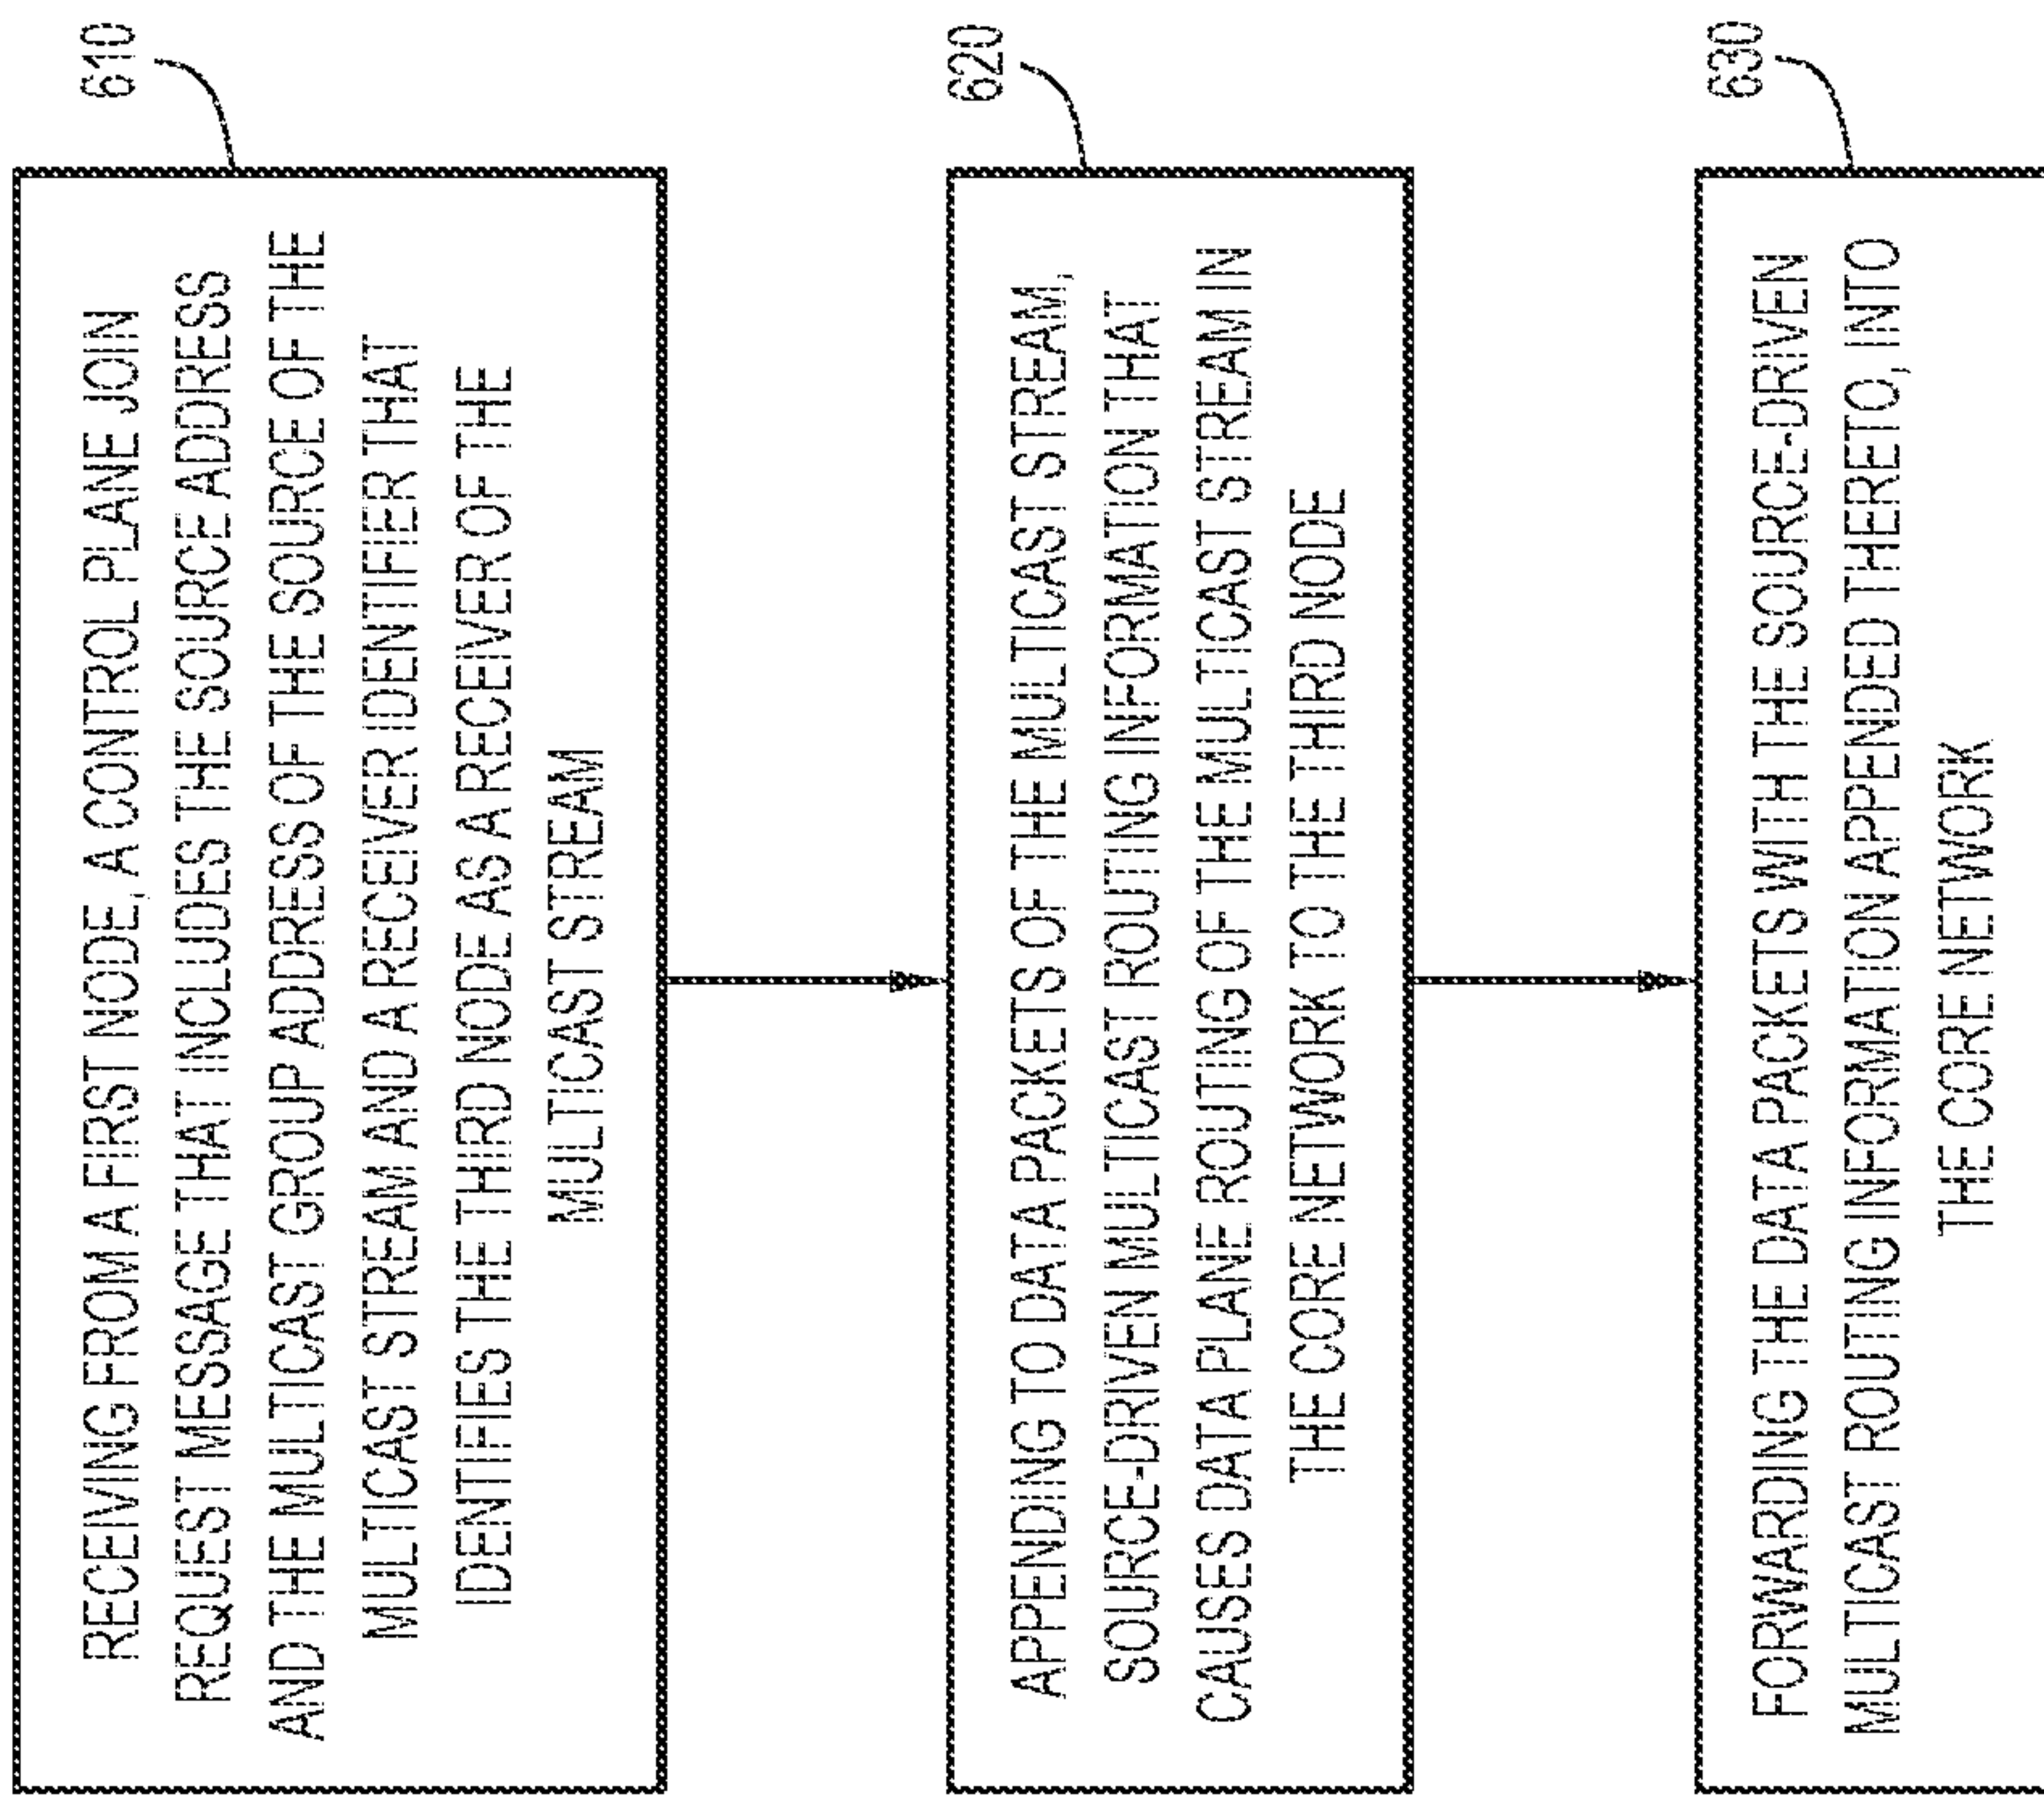 610
RECEIVING FROM A FIRST NODE, A CONTROL PLANE JOIN
REQUEST MESSAGE THAT INCLUDES THE SOURCE ADDRESS
AND THE MULTICAST GROUP ADDRESS OF THE SOURCE OF THE
MULTICAST STREAM AND A RECEIVER IDENTIFIER THAT
IDENTIFIES THE THIRD NODE AS A RECEIVER OF THE
MULTICAST STREAM
620
APPENDING TO DATA PACKETS OF THE MULTICAST STREAM,
SOURCE-DRIVEN MULTICAST ROUTING INFORMATION THAT
CAUSES DATA PLANE ROUTING OF THE MULTICAST STREAM IN
THE CORE NETWORK TO THE THIRD NODE
630
FORWARDING THE DATA PACKETS WITH THE SOURCE-DRIVEN
MULTICAST ROUTING INFORMATION APPENDED THERETO, INTO
THE CORE NETWORK